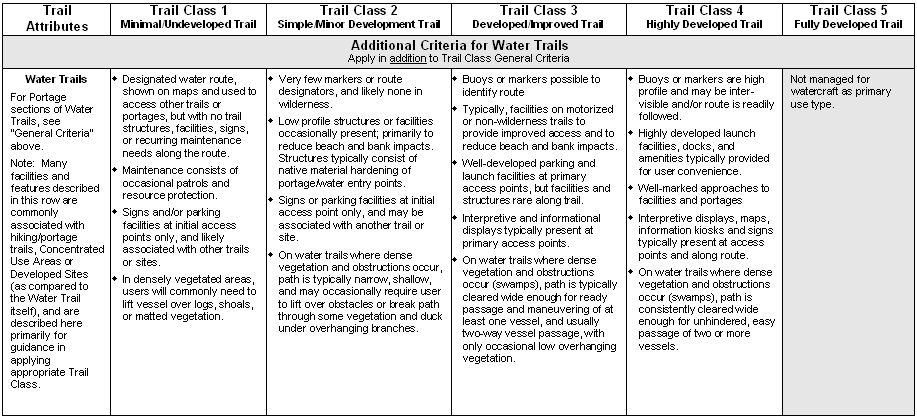 Trail Attributes
Trail Class 1
Minimal/Undeveloped Trail
Trail Class 2
Simple/Minor Development Trail
Trail Class 3
Developed/Improved Trail
Trail Class 4
Highly Developed Trail
Trail Class 5
Fully Developed Trail
Additional Criteria for Water Trails
Apply in addition to Trail Class General Criteria
Water Trails
For Portage
sections of Water
Trails, see
"General Criteria"
above.
Note: Many
facilities and
features described
in this row are
commonly
associated with
hiking/portage
trails, Concentrated
Use Areas or
Developed Sites
(as compared to
the Water Trail
itself), and are
described here
primarily for
guidance in
applying
appropriate Trail
Class.
♦ Designated water route,
shown on maps and used to
access other trails or
portages, but with no trail
structures, facilities, signs,
or recurring maintenance
needs along the route.
♦ Maintenance consists of
occasional patrols and
resource protection.
♦ Signs and/or parking
facilities at initial access
points only, and likely
associated with other trails
or sites.
♦ In densely vegetated areas,
users will commonly need to
lift vessel over logs, shoals,
or matted vegetation.
♦ Very few markers or route
designators, and likely none in
wilderness.
♦ Low profile structures or facilities
occasionally present; primarily to
reduce beach and bank impacts.
Structures typically consist of
native material hardening of
portage/water entry points.
♦ Signs or parking facilities at initial
access point only, and may be
associated with another trail or
site.
♦ On water trails where dense
vegetation and obstructions occur,
path is typically narrow, shallow,
and may occasionally require user
to lift over obstacles or break path
through some vegetation and duck
under overhanging branches.
♦ Buoys or markers possible to
identify route
♦ Typically, facilities on motorized
or non-wilderness trails to
provide improved access and to
reduce beach and bank impacts.
♦ Well-developed parking and
launch facilities at primary
access points, but facilities and
structures rare along trail.
♦ Interpretive and informational
displays typically present at
primary access points.
♦ On water trails where dense
vegetation and obstructions
occur (swamps), path is typically
cleared wide enough for ready
passage and maneuvering of at
least one vessel, and usually
two-way vessel passage, with
only occasional low overhanging
vegetation.
♦ Buoys or markers are high
profile and may be inter-
visible and/or route is readily
followed.
♦ Highly developed launch
facilities, docks, and
amenities typically provided
for user convenience.
♦ Well-marked approaches to
facilities and portages
♦ Interpretive displays, maps,
information kiosks and signs
typically present at access
points and along route.
♦ On water trails where dense
vegetation and obstructions
occur (swamps), path is
consistently cleared wide
enough for unhindered, easy
passage of two or more
vessels.
Not managed for
watercraft as primary
use type.